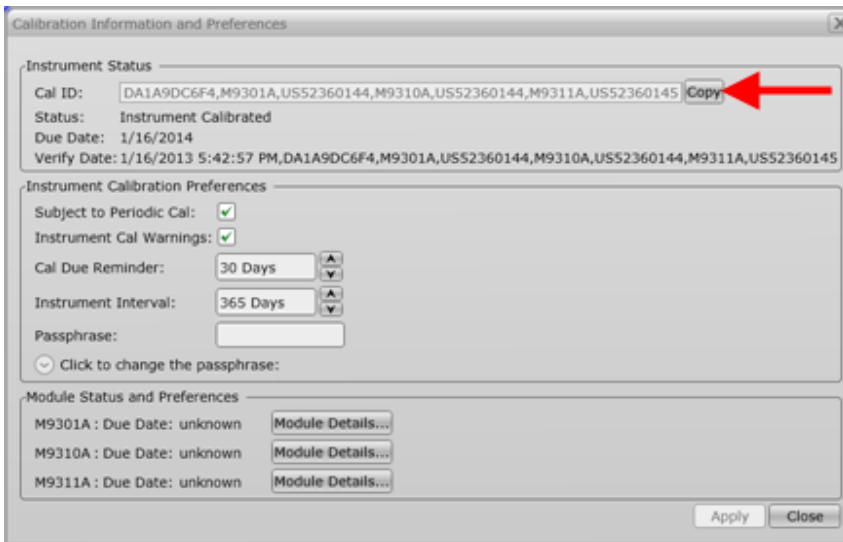 Calibration Information and Preferences
Instrument Status
Cal ID: DA1A9DC6F4,M9301A,US52360144,M9310A,US52360144,M9311A,US52360145 Copy
Status: Instrument Calibrated
Due Date: 1/16/2014
Verify Date: 1/16/2013 5:42:57 PM,DA1A9DC6F4,M9301A,US52360144,M9310A,US52360144,M9311A,US52360145
Instrument Calibration Preferences
Subject to Periodic Cal:
Instrument Cal Warnings:
Cal Due Reminder: 30 Days
Instrument Interval: 365 Days
Passphrase:
Click to change the passphrase:
Module Status and Preferences
M9301A : Due Date: unknown Module Details...
M9310A : Due Date: unknown Module Details...
M9311A : Due Date: unknown Module Details...
Apply Close